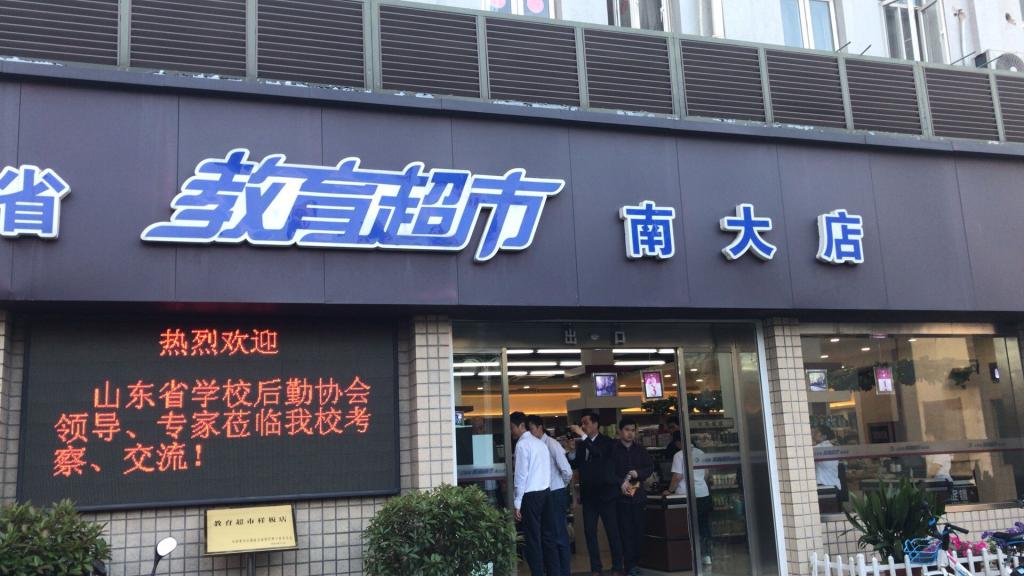 省 教育超市 南大店
出口
热烈欢迎
山东省学校后勤协会
领导、专家莅临我校考
察、交流！
教育超市样板店